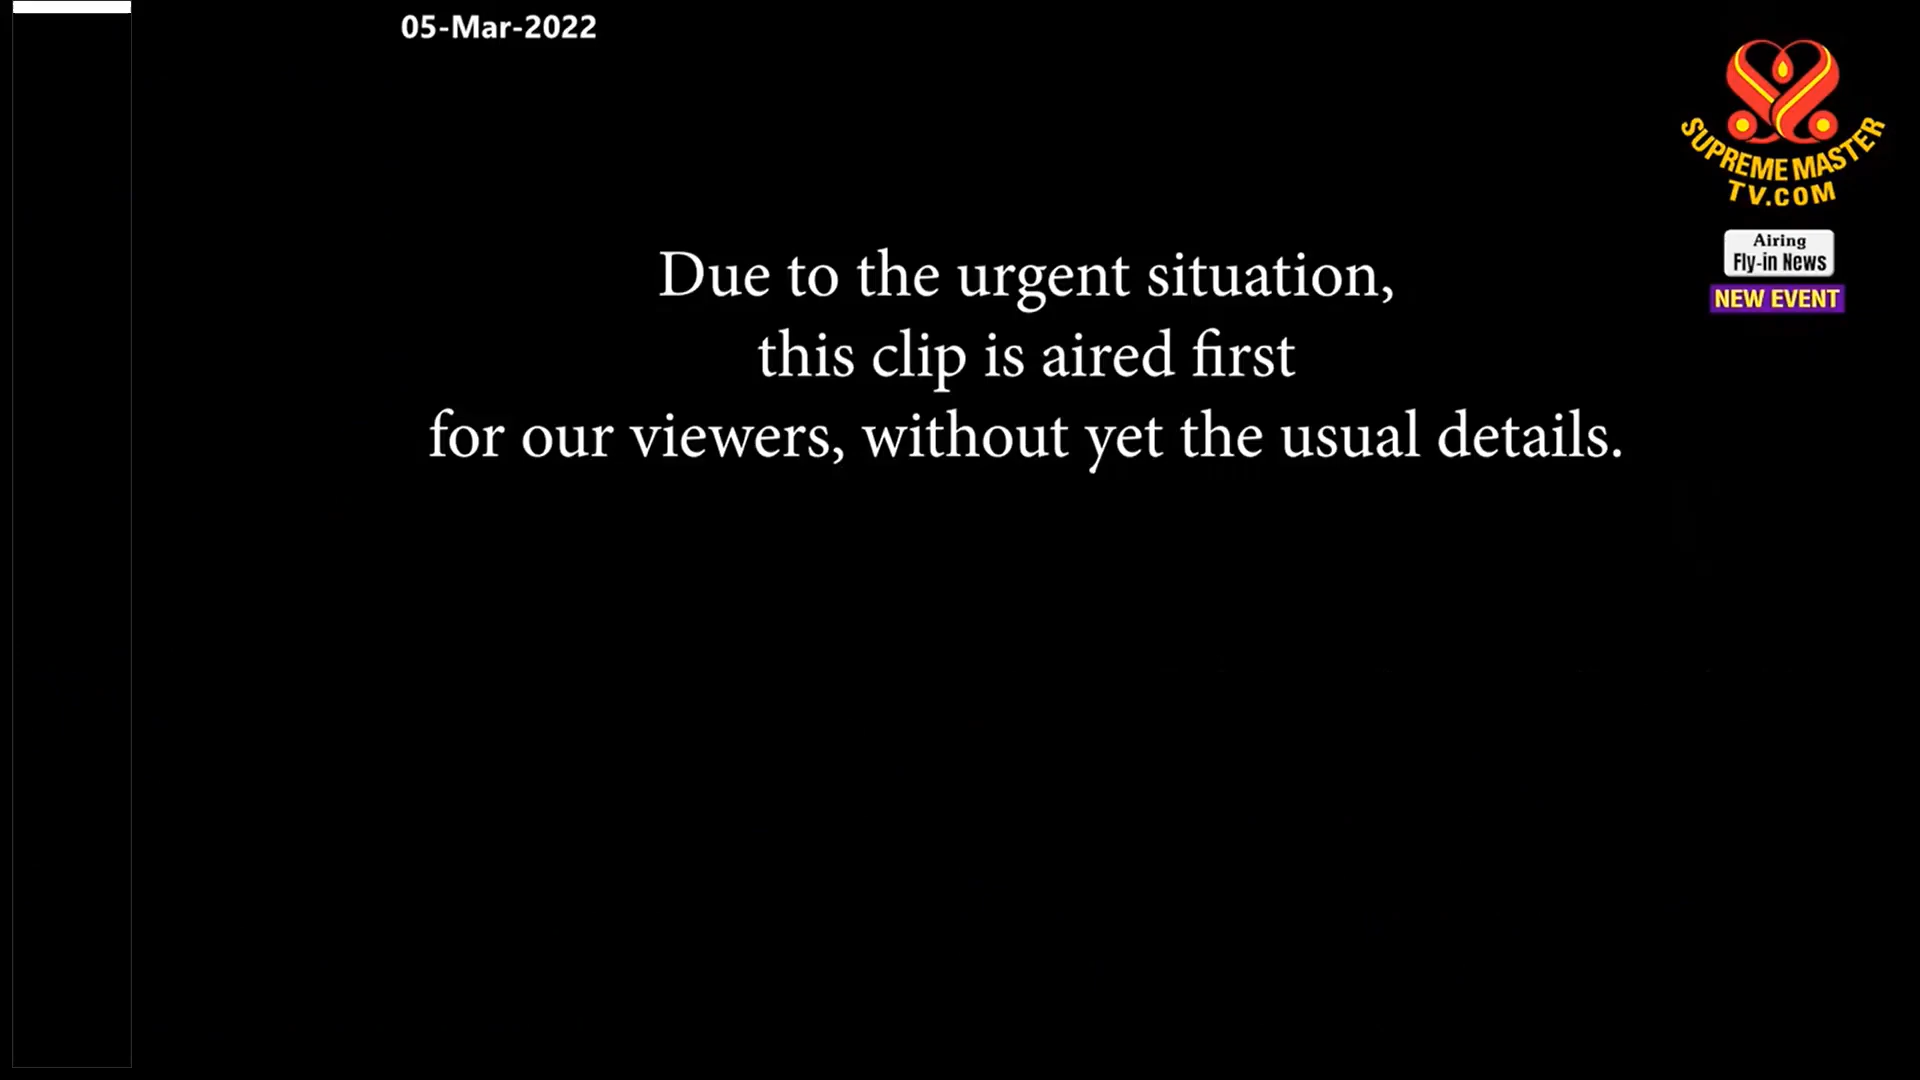 05-Mar-2022
SUPREME MASTER
TV.COM
Airing
Fly-in News
NEW EVENT
Due to the urgent situation,
this clip is aired first
for our viewers, without yet the usual details.